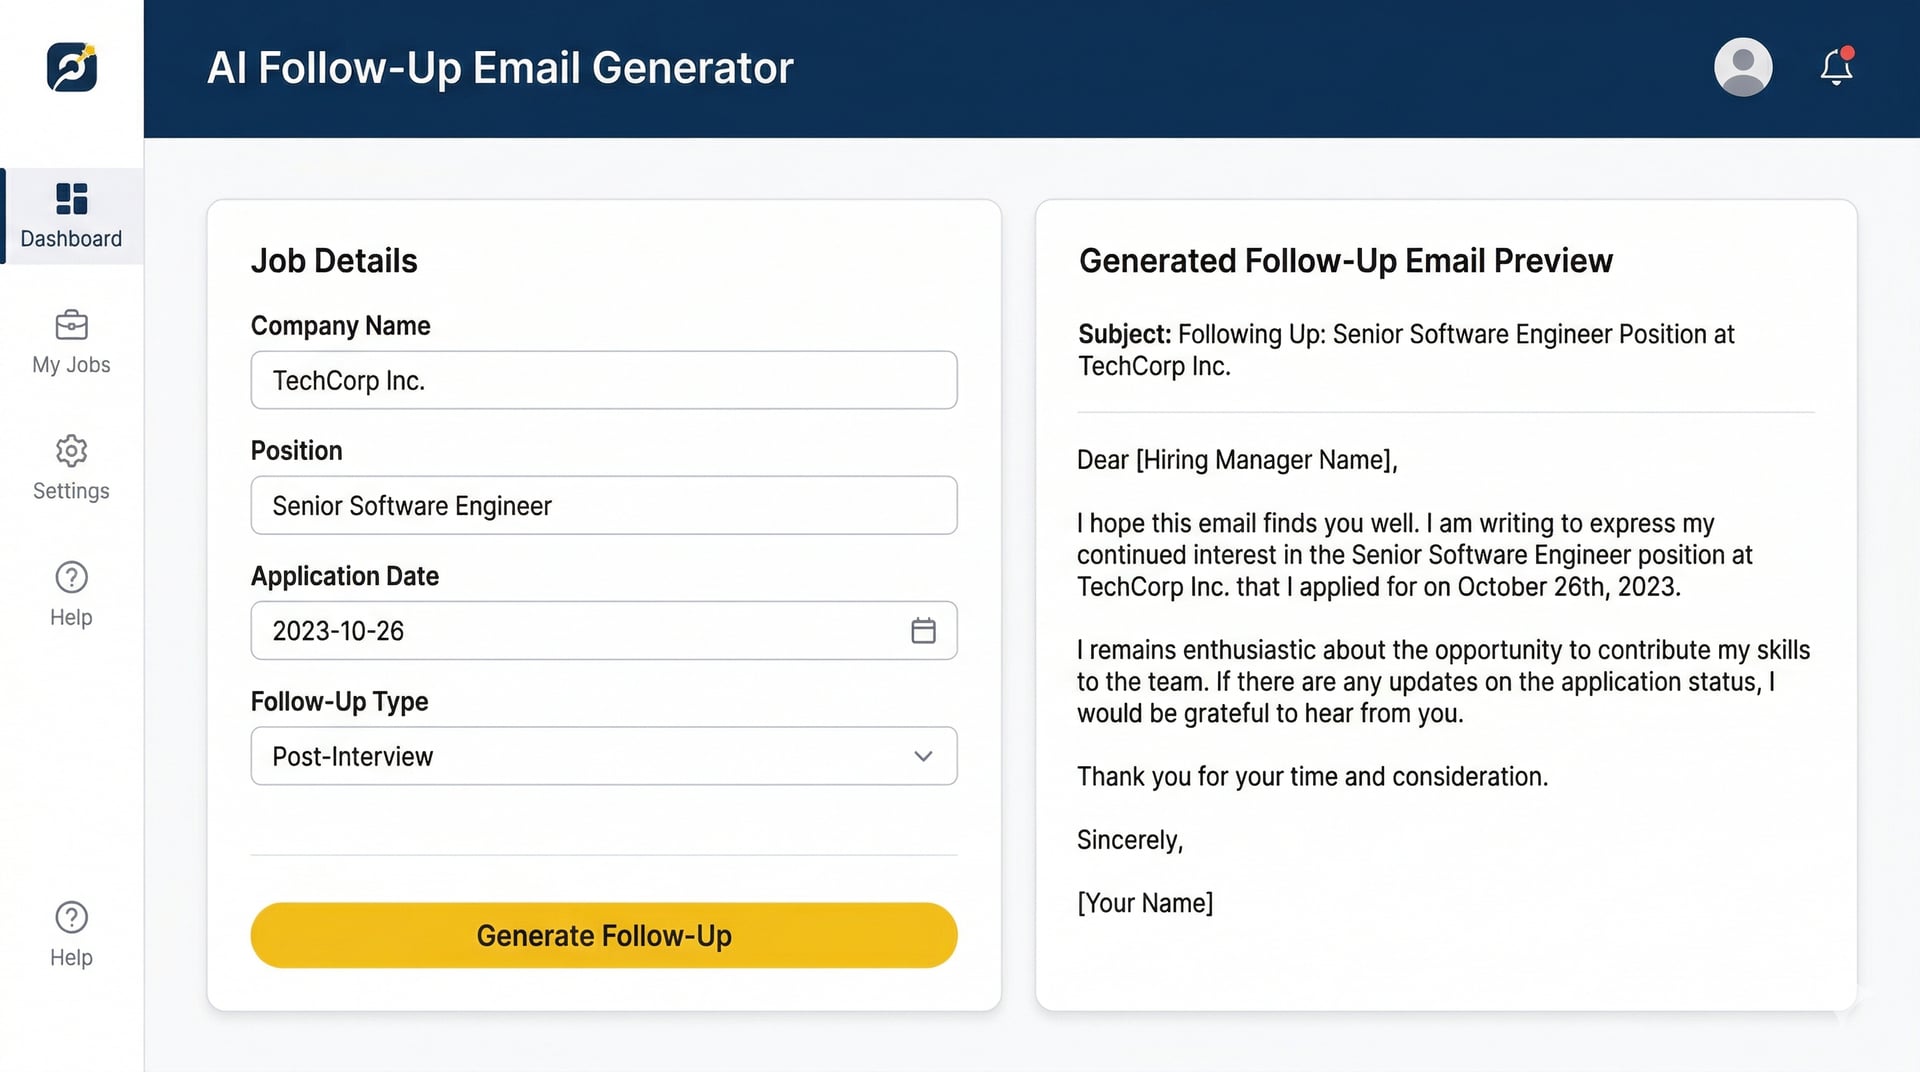 AI Follow-Up Email Generator
Dashboard
My Jobs
Settings
Help
Help
Job Details
Company Name
TechCorp Inc.
Position
Senior Software Engineer
Application Date
2023-10-26
Follow-Up Type
Post-Interview
Generate Follow-Up
Generated Follow-Up Email Preview
Subject: Following Up: Senior Software Engineer Position at
TechCorp Inc.
Dear [Hiring Manager Name],
I hope this email finds you well. I am writing to express my
continued interest in the Senior Software Engineer position at
TechCorp Inc. that I applied for on October 26th, 2023.
I remains enthusiastic about the opportunity to contribute my skills
to the team. If there are any updates on the application status, I
would be grateful to hear from you.
Thank you for your time and consideration.
Sincerely,
[Your Name]